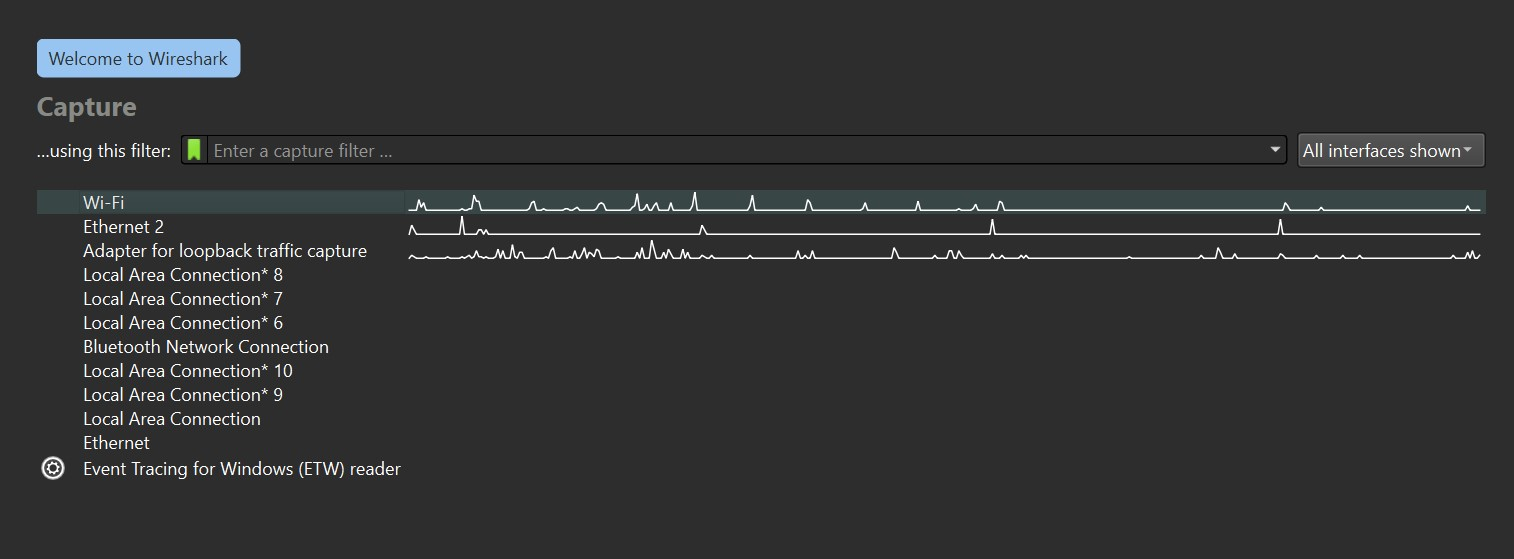 Welcome to Wireshark
Capture
...using this filter: Enter a capture filter ... All interfaces shown
Wi-Fi
Ethernet 2
Adapter for loopback traffic capture
Local Area Connection* 8
Local Area Connection* 7
Local Area Connection* 6
Bluetooth Network Connection
Local Area Connection* 10
Local Area Connection* 9
Local Area Connection
Ethernet
Event Tracing for Windows (ETW) reader